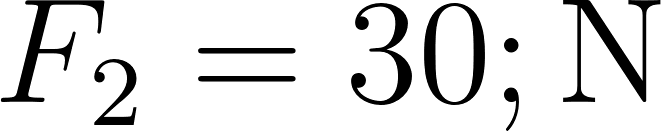 F₂ = 30; N